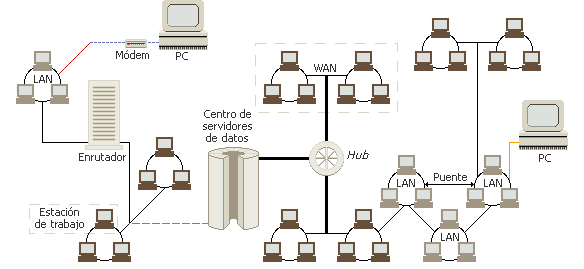 Módem
PC
LAN
WAN
Centro de
servidores
de datos
Hub
Enrutador
PC
Puente
LAN
LAN
Estación
de trabajo
LAN